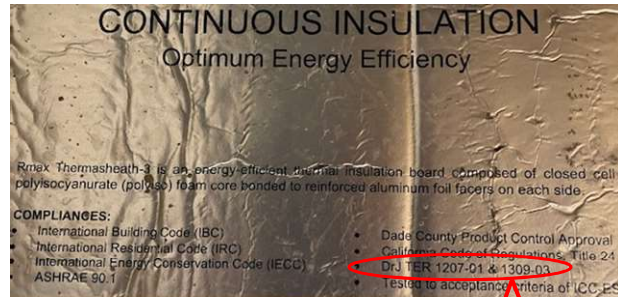 CONTINUOUS INSULATION
Optimum Energy Efficiency
Rmax Thermasheath-3 is an energy-efficient thermal insulation board composed of closed cell
polyisocyanurate (polyiso) foam core bonded to reinforced aluminum foil facers on each side.
COMPLIANCES:
• International Building Code (IBC)
• International Residential Code (IRC)
• International Energy Conservation Code (IECC)
• ASHRAE 90.1
• Dade County Product Control Approval
• California Code of Regulations, Title 24
• DrJ TER 1207-01 & 1309-03
• Tested to acceptance criteria of ICC-ES